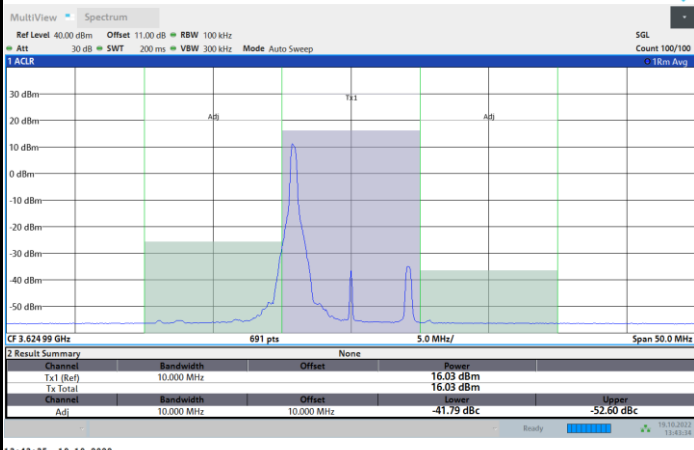 MultiView Spectrum
Ref Level 40.00 dBm Offset 11.00 dB RBW 100 kHz SGL
Att 30 dB SWT 200 ms VBW 300 kHz Mode Auto Sweep Count 100/100
1 ACLR 1Rm Avg
30 dBm
Tx1
20 dBm
Adj Adj
10 dBm
0 dBm
-10 dBm
-20 dBm
-30 dBm
-40 dBm
-50 dBm
CF 3.624 99 GHz 691 pts 5.0 MHz/ Span 50.0 MHz
2 Result Summary None
Channel Bandwidth Offset Power
Tx1 (Ref) 10.000 MHz 16.03 dBm
Tx Total 16.03 dBm
Channel Bandwidth Offset Lower Upper
Adj 10.000 MHz 10.000 MHz -41.79 dBc -52.60 dBc
Ready 19.10.2022
13:43:34